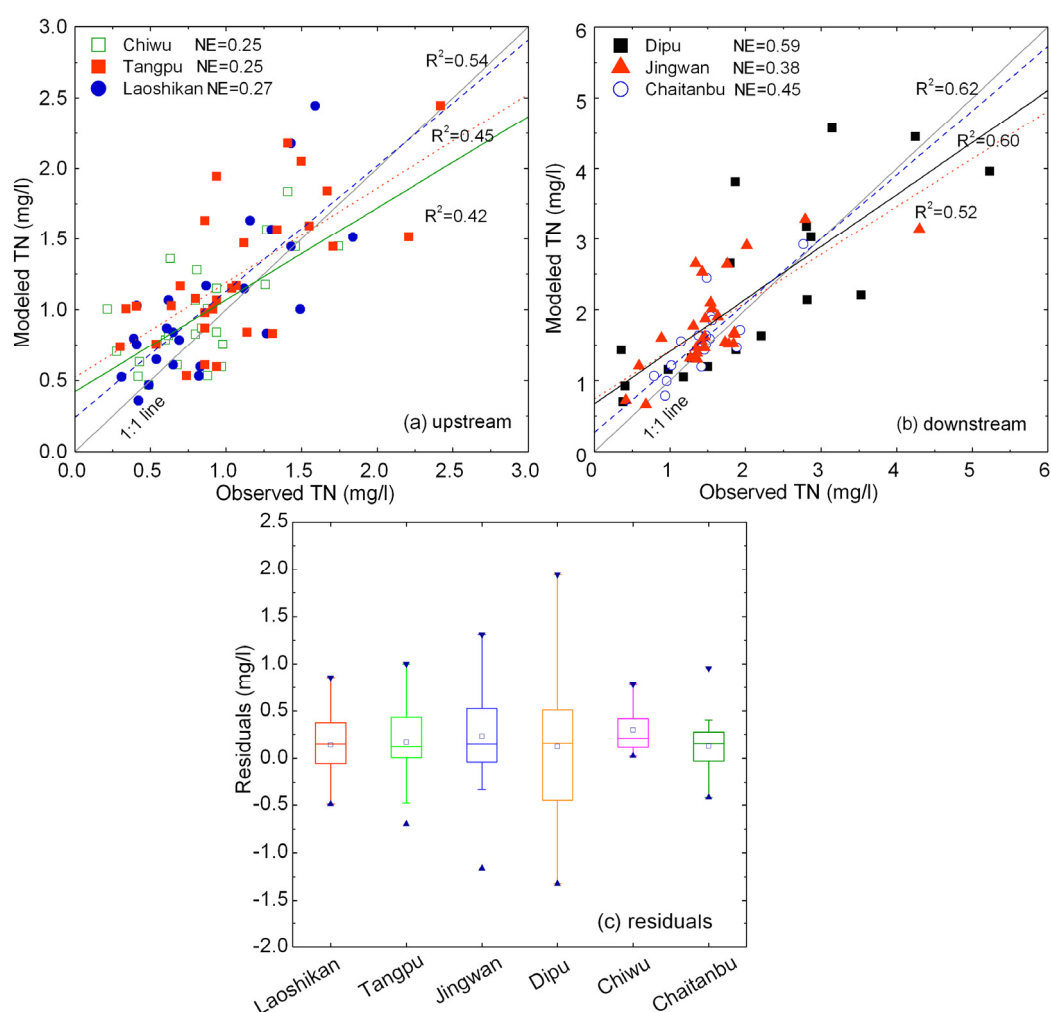 3.0
2.5
2.0
1.5
1.0
0.5
0.0
Modeled TN (mg/l)
Chiwu NE=0.25
Tangpu NE=0.25
Laoshikan NE=0.27
R²=0.54
R²=0.45
R²=0.42
1:1 line
(a) upstream
0.0 0.5 1.0 1.5 2.0 2.5 3.0
Observed TN (mg/l)
6
5
4
3
2
1
0
Modeled TN (mg/l)
Dipu NE=0.59
Jingwan NE=0.38
Chaitanbu NE=0.45
R²=0.62
R²=0.60
R²=0.52
1:1 line
(b) downstream
0 1 2 3 4 5 6
Observed TN (mg/l)
2.5
2.0
1.5
1.0
0.5
0.0
-0.5
-1.0
-1.5
-2.0
Residuals (mg/l)
(c) residuals
Laoshikan Tangpu Jingwan Dipu Chiwu Chaitanbu